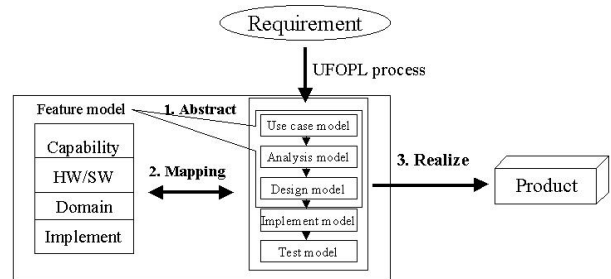 Requirement
UFOPL process
Feature model
1. Abstract
Capability
HW/SW
Domain
Implement
2. Mapping
Use case model
Analysis model
Design model
Implement model
Test model
3. Realize
Product